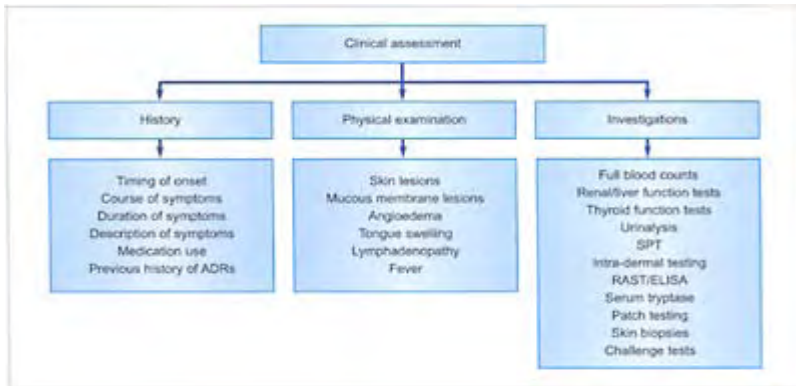 Clinical assessment
History
Physical examination
Investigations
Timing of onset
Course of symptoms
Duration of symptoms
Description of symptoms
Medication use
Previous history of ADRs
Skin lesions
Mucous membrane lesions
Angioedema
Tongue swelling
Lymphadenopathy
Fever
Full blood counts
Renal/liver function tests
Thyroid function tests
Urinalysis
SPT
Intra-dermal testing
RAST/ELISA
Serum tryptase
Patch testing
Skin biopsies
Challenge tests